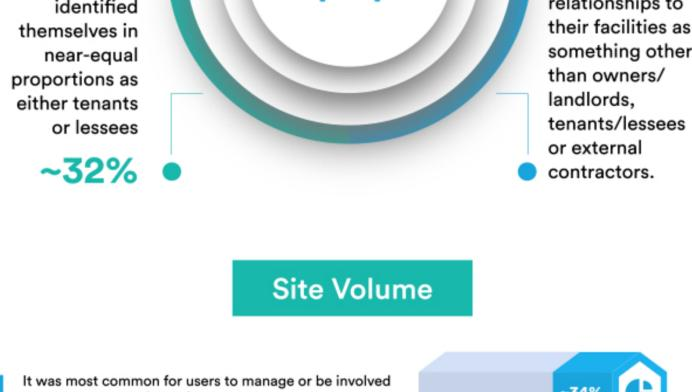 identified
themselves in
near-equal
proportions as
either tenants
or lessees
~32%
relationships to
their facilities as
something other
than owners/
landlords,
tenants/lessees
or external
contractors.
Site Volume
It was most common for users to manage or be involved
~34%